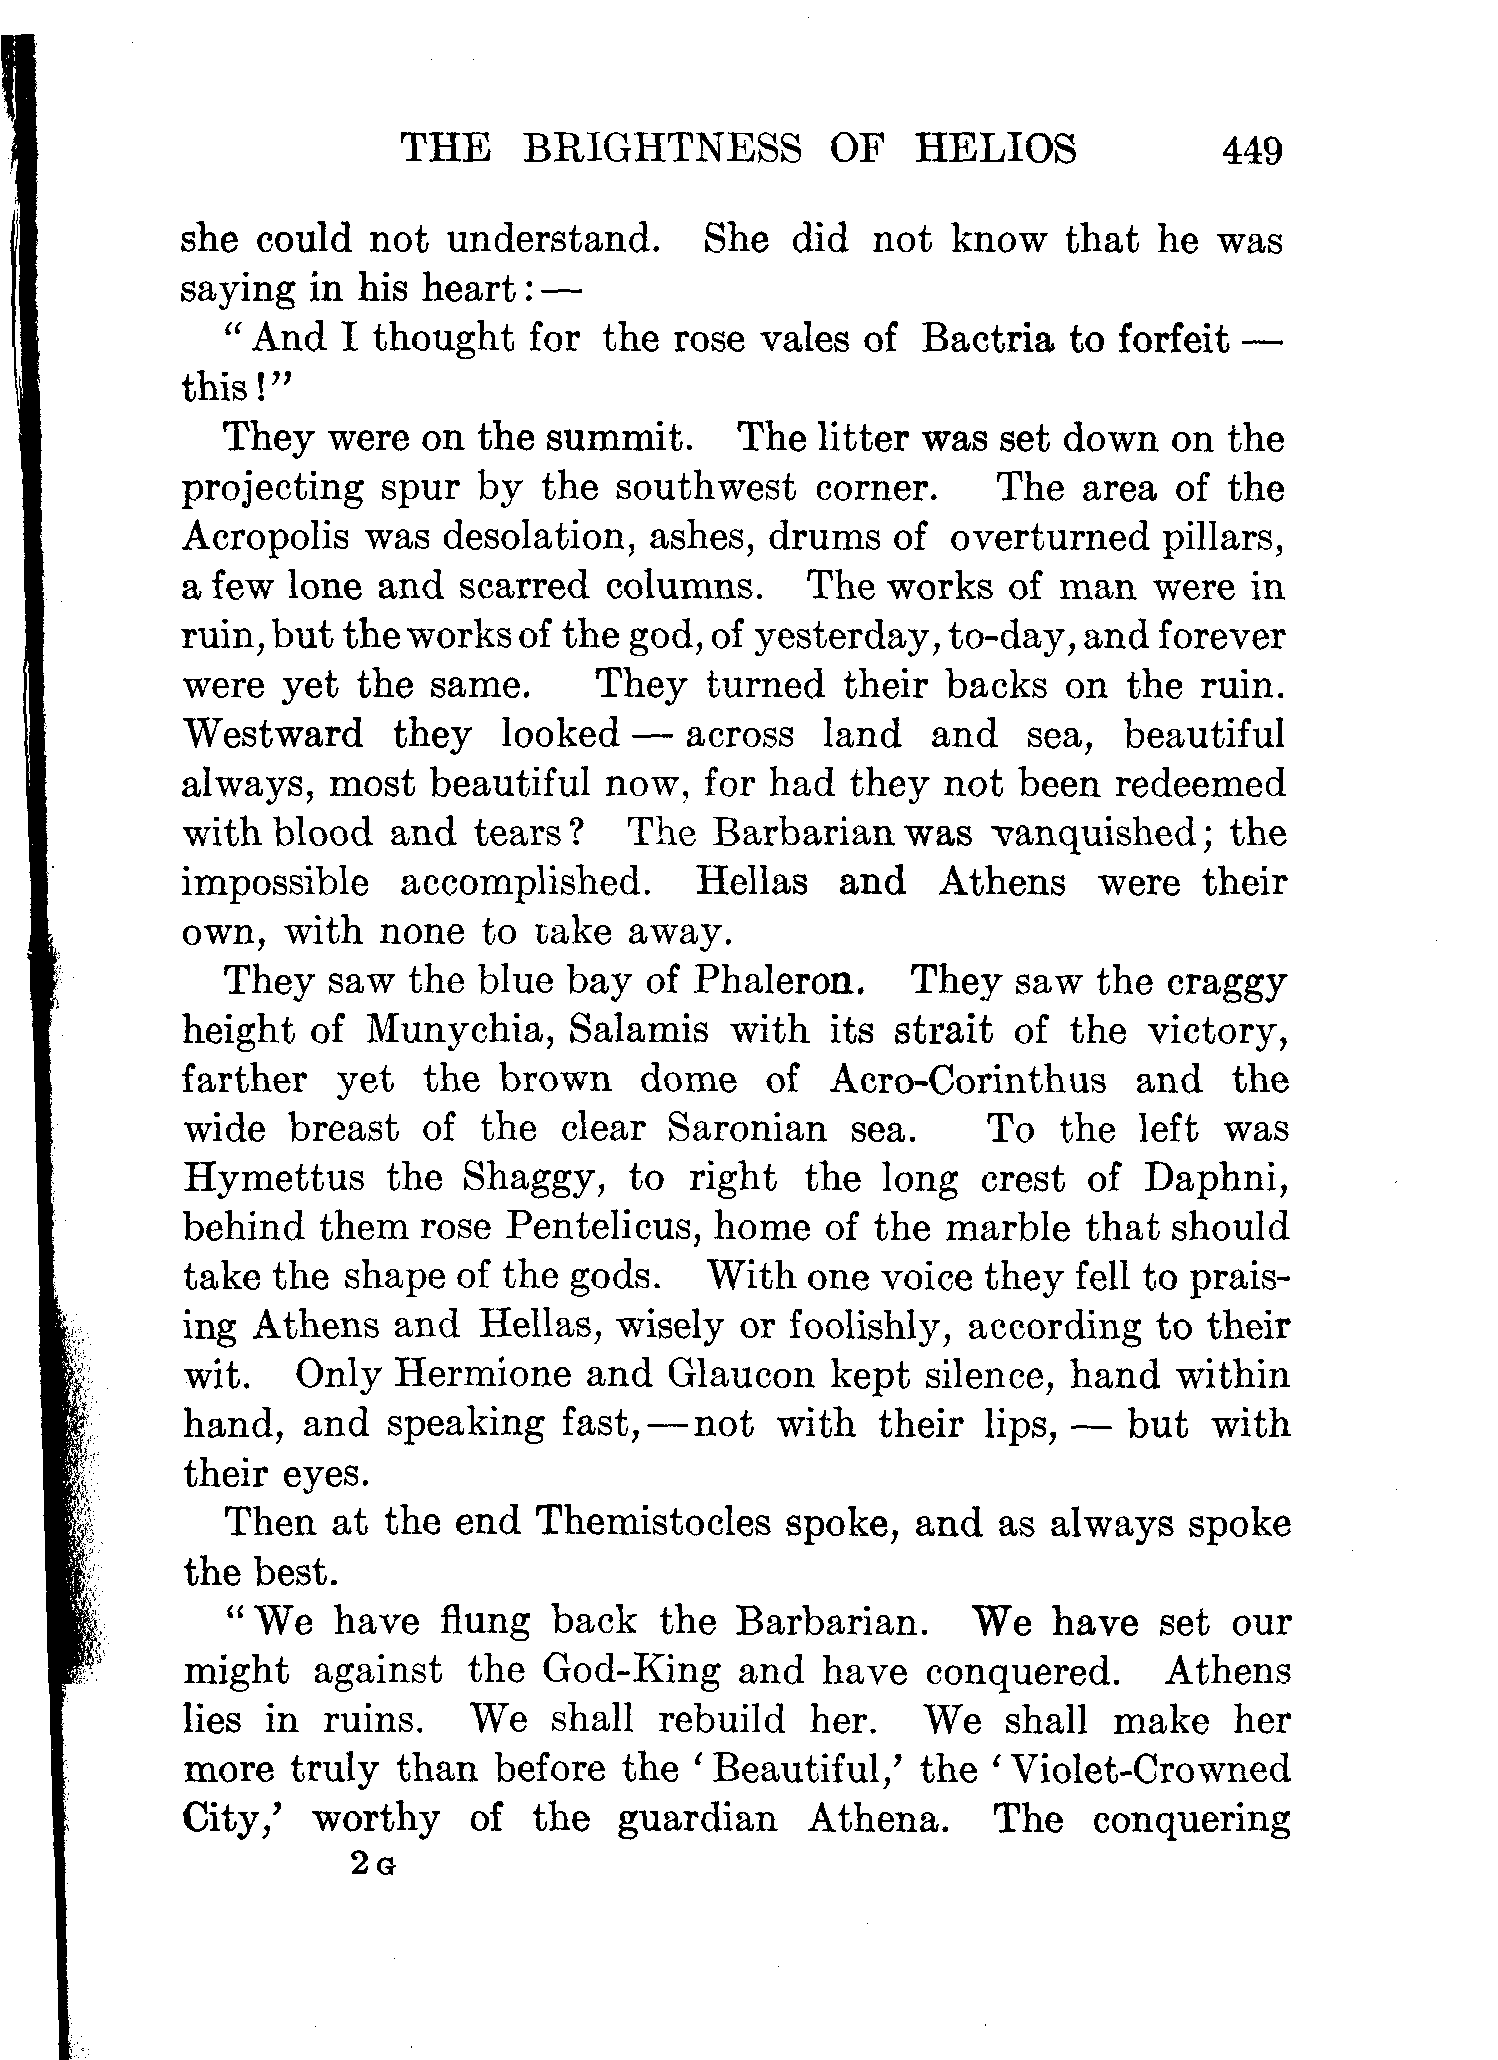 THE BRIGHTNESS OF HELIOS 449
she could not understand. She did not know that he was
saying in his heart: —
"And I thought for the rose vales of Bactria to forfeit —
this!"
They were on the summit. The litter was set down on the
projecting spur by the southwest corner. The area of the
Acropolis was desolation, ashes, drums of overturned pillars,
a few lone and scarred columns. The works of man were in
ruin, but the works of the god, of yesterday, to-day, and forever
were yet the same. They turned their backs on the ruin.
Westward they looked — across land and sea, beautiful
always, most beautiful now, for had they not been redeemed
with blood and tears? The Barbarian was vanquished; the
impossible accomplished. Hellas and Athens were their
own, with none to take away.
They saw the blue bay of Phaleron. They saw the craggy
height of Munychia, Salamis with its strait of the victory,
farther yet the brown dome of Acro-Corinthus and the
wide breast of the clear Saronian sea. To the left was
Hymettus the Shaggy, to right the long crest of Daphni,
behind them rose Pentelicus, home of the marble that should
take the shape of the gods. With one voice they fell to prais-
ing Athens and Hellas, wisely or foolishly, according to their
wit. Only Hermione and Glaucon kept silence, hand within
hand, and speaking fast,—not with their lips, — but with
their eyes.
Then at the end Themistocles spoke, and as always spoke
the best.
"We have flung back the Barbarian. We have set our
might against the God-King and have conquered. Athens
lies in ruins. We shall rebuild her. We shall make her
more truly than before the 'Beautiful,' the 'Violet-Crowned
City,' worthy of the guardian Athena. The conquering
2 G